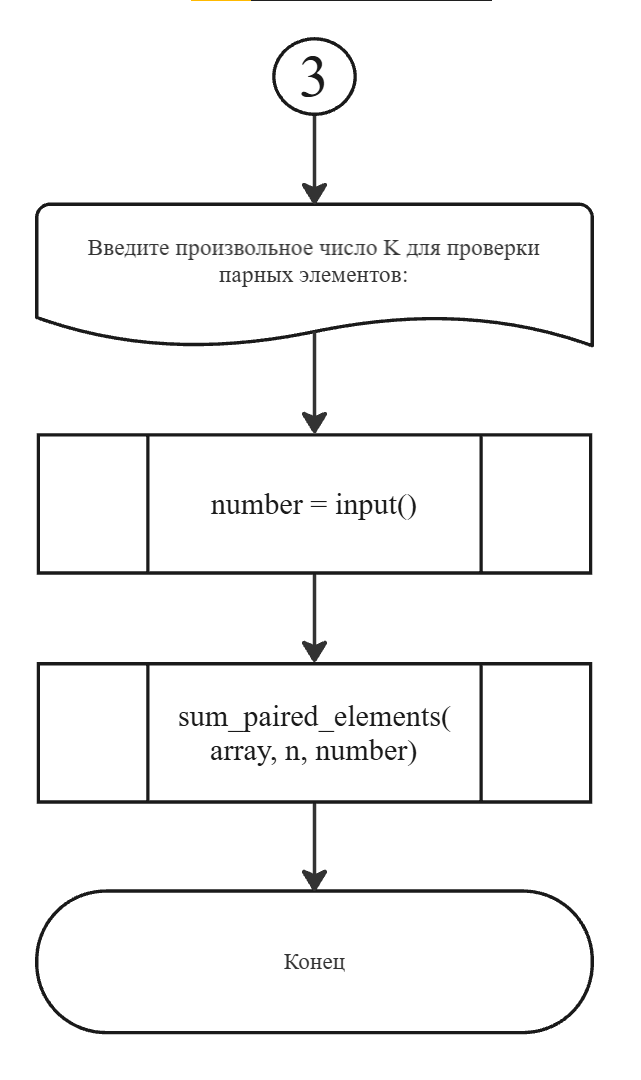 3
Введите произвольное число K для проверки
парных элементов:
number = input()
sum_paired_elements(
array, n, number)
Конец